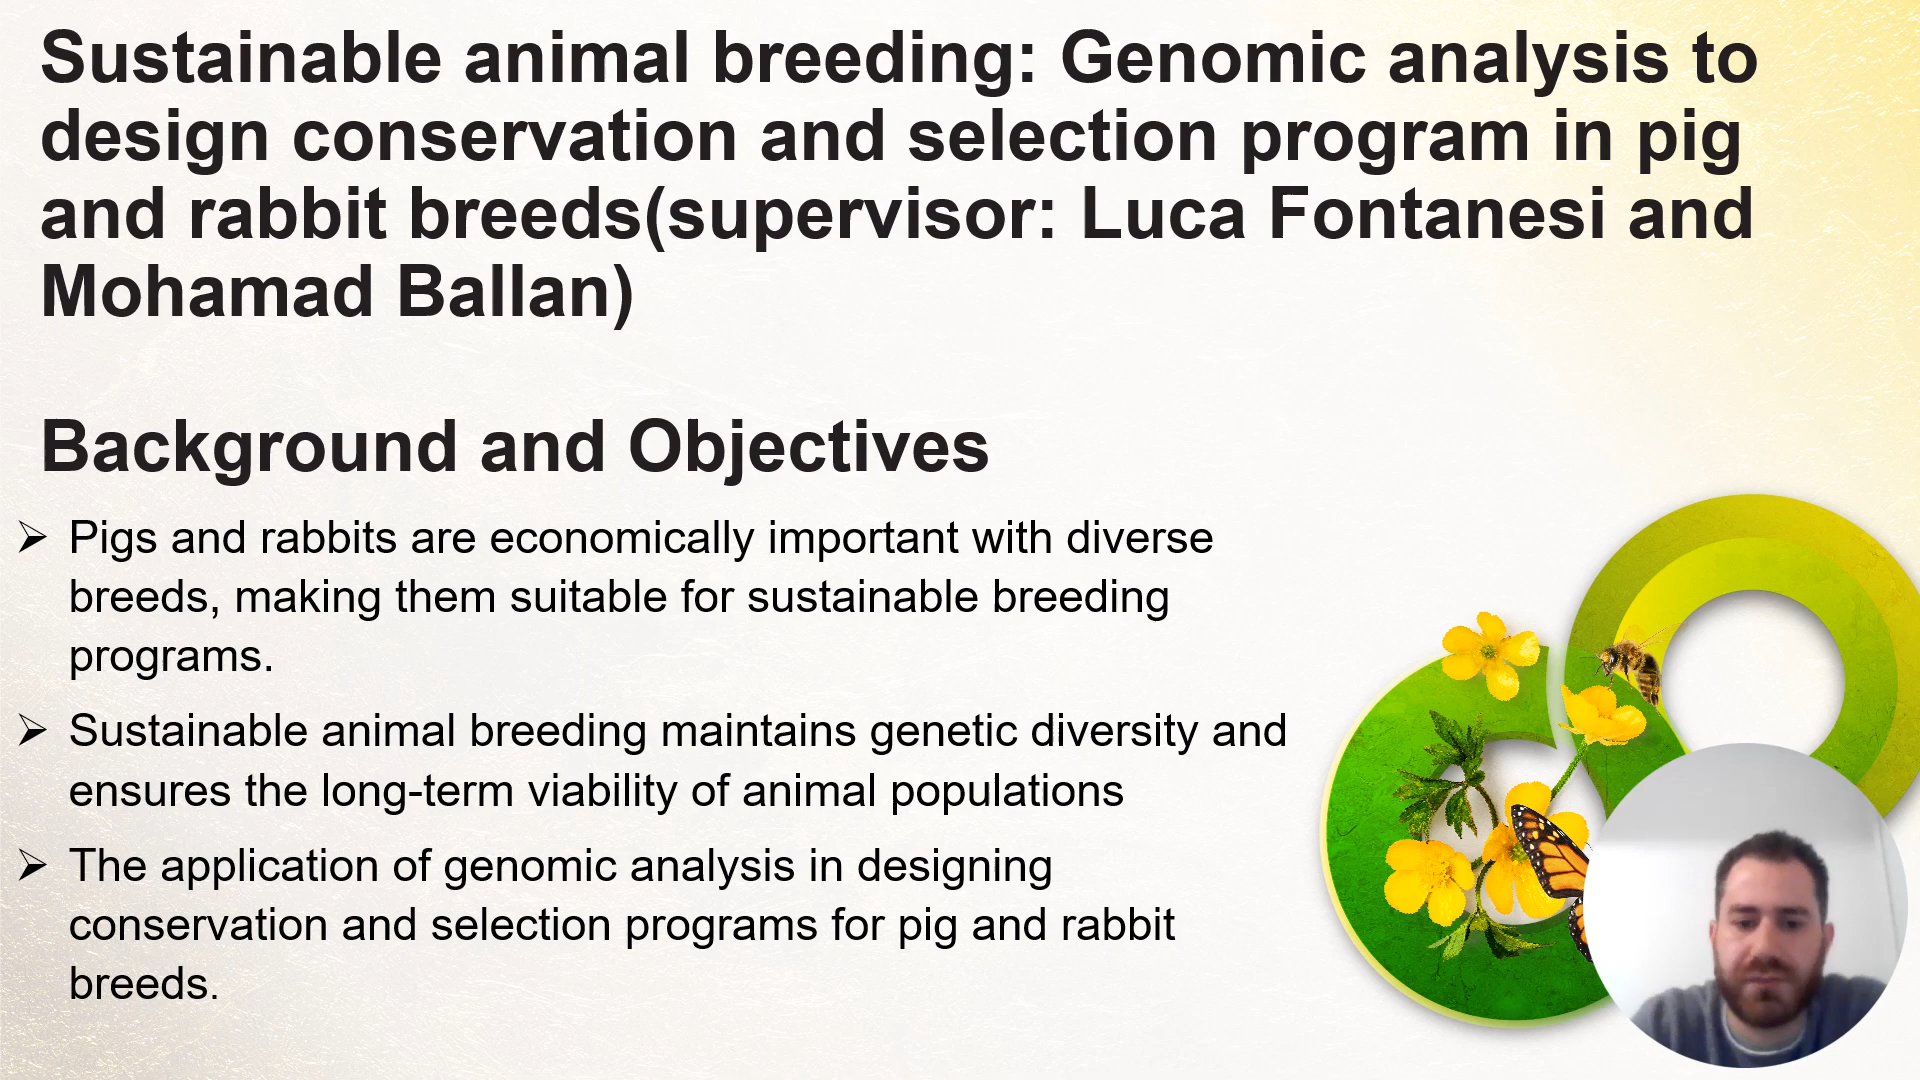 Sustainable animal breeding: Genomic analysis to
design conservation and selection program in pig
and rabbit breeds(supervisor: Luca Fontanesi and
Mohamad Ballan)
Background and Objectives
➢ Pigs and rabbits are economically important with diverse
breeds, making them suitable for sustainable breeding
programs.
➢ Sustainable animal breeding maintains genetic diversity and
ensures the long-term viability of animal populations
➢ The application of genomic analysis in designing
conservation and selection programs for pig and rabbit
breeds.